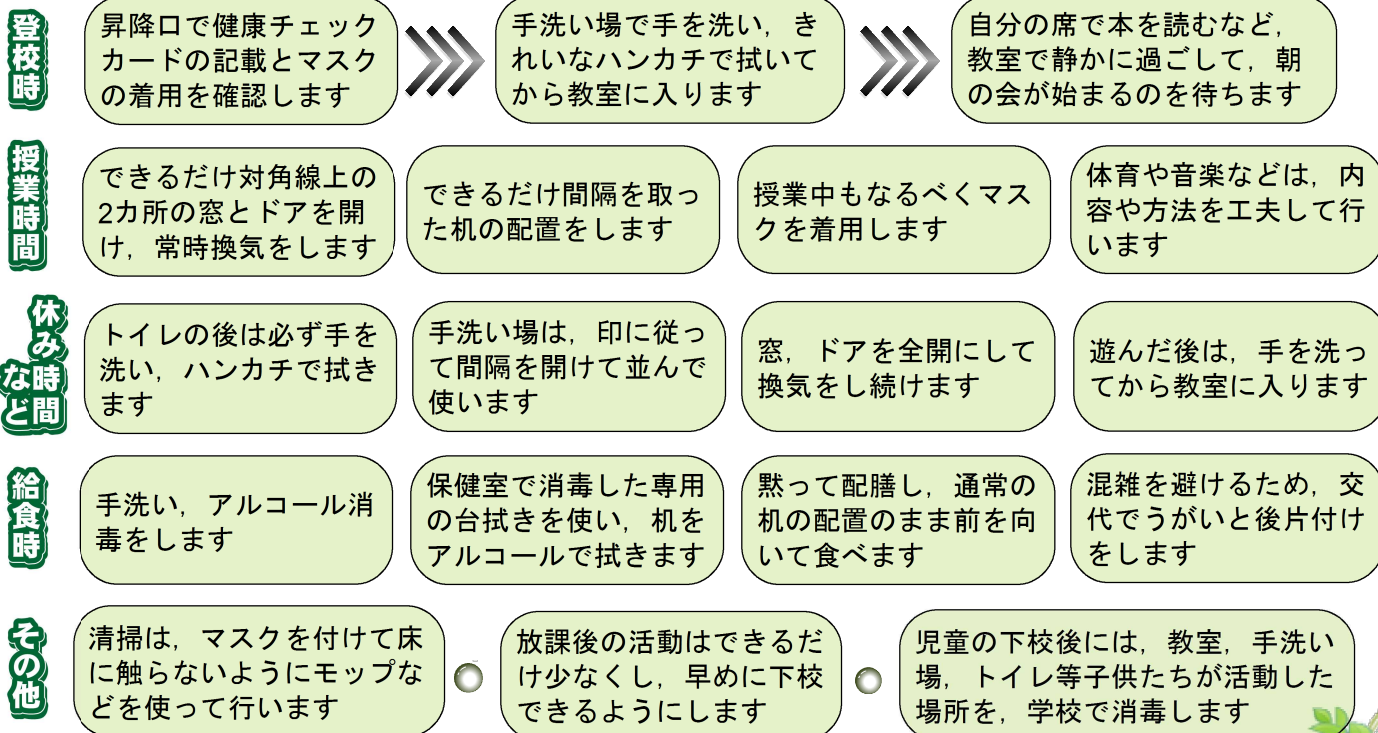 登校時
昇降口で健康チェック
カードの記載とマスク
の着用を確認します
手洗い場で手を洗い，き
れいなハンカチで拭いて
から教室に入ります
自分の席で本を読むなど，
教室で静かに過ごして，朝
の会が始まるのを待ちます
授業時間
できるだけ対角線上の
2カ所の窓とドアを開
け，常時換気をします
できるだけ間隔を取っ
た机の配置をします
授業中もなるべくマス
クを着用します
体育や音楽などは，内
容や方法を工夫して行
います
休み
時間
など
トイレの後は必ず手を
洗い，ハンカチで拭き
ます
手洗い場は，印に従っ
て間隔を開けて並んで
使います
窓，ドアを全開にして
換気をし続けます
遊んだ後は，手を洗っ
てから教室に入ります
給食時
手洗い，アルコール消
毒をします
保健室で消毒した専用
の台拭きを使い，机を
アルコールで拭きます
黙って配膳し，通常の
机の配置のまま前を向
いて食べます
混雑を避けるため，交
代でうがいと後片付け
をします
その他
清掃は，マスクを付けて床
に触らないようにモップな
どを使って行います
放課後の活動はできるだ
け少なくし，早めに下校
できるようにします
児童の下校後には，教室，手洗い
場，トイレ等子供たちが活動した
場所を，学校で消毒します